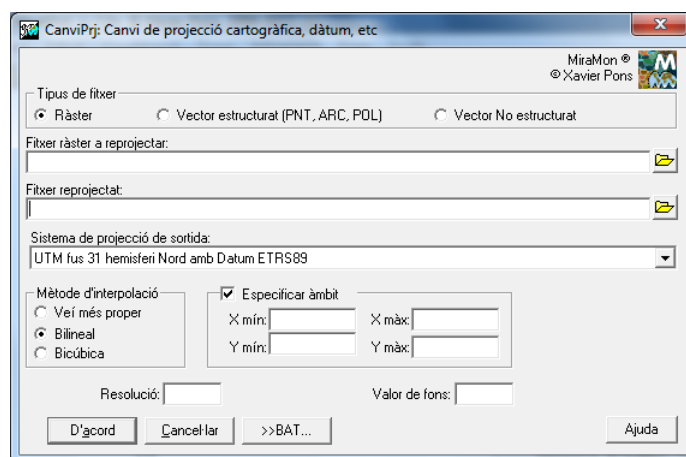 CanviPrj: Canvi de projecció cartogràfica, dàtum, etc
MiraMon ®
© Xavier Pons
Tipus de fitxer
Ràster Vector estructurat (PNT, ARC, POL) Vector No estructurat
Fitxer ràster a reprojectar:
Fitxer reprojectat:
Sistema de projecció de sortida:
UTM fus 31 hemisferi Nord amb Datum ETRS89
Mètode d'interpolació
Veí més proper
Bilineal
Bicúbica
Especificar àmbit
X mín: X màx:
Y mín: Y màx:
Resolució: Valor de fons:
D'acord Cancel·lar >>BAT... Ajuda